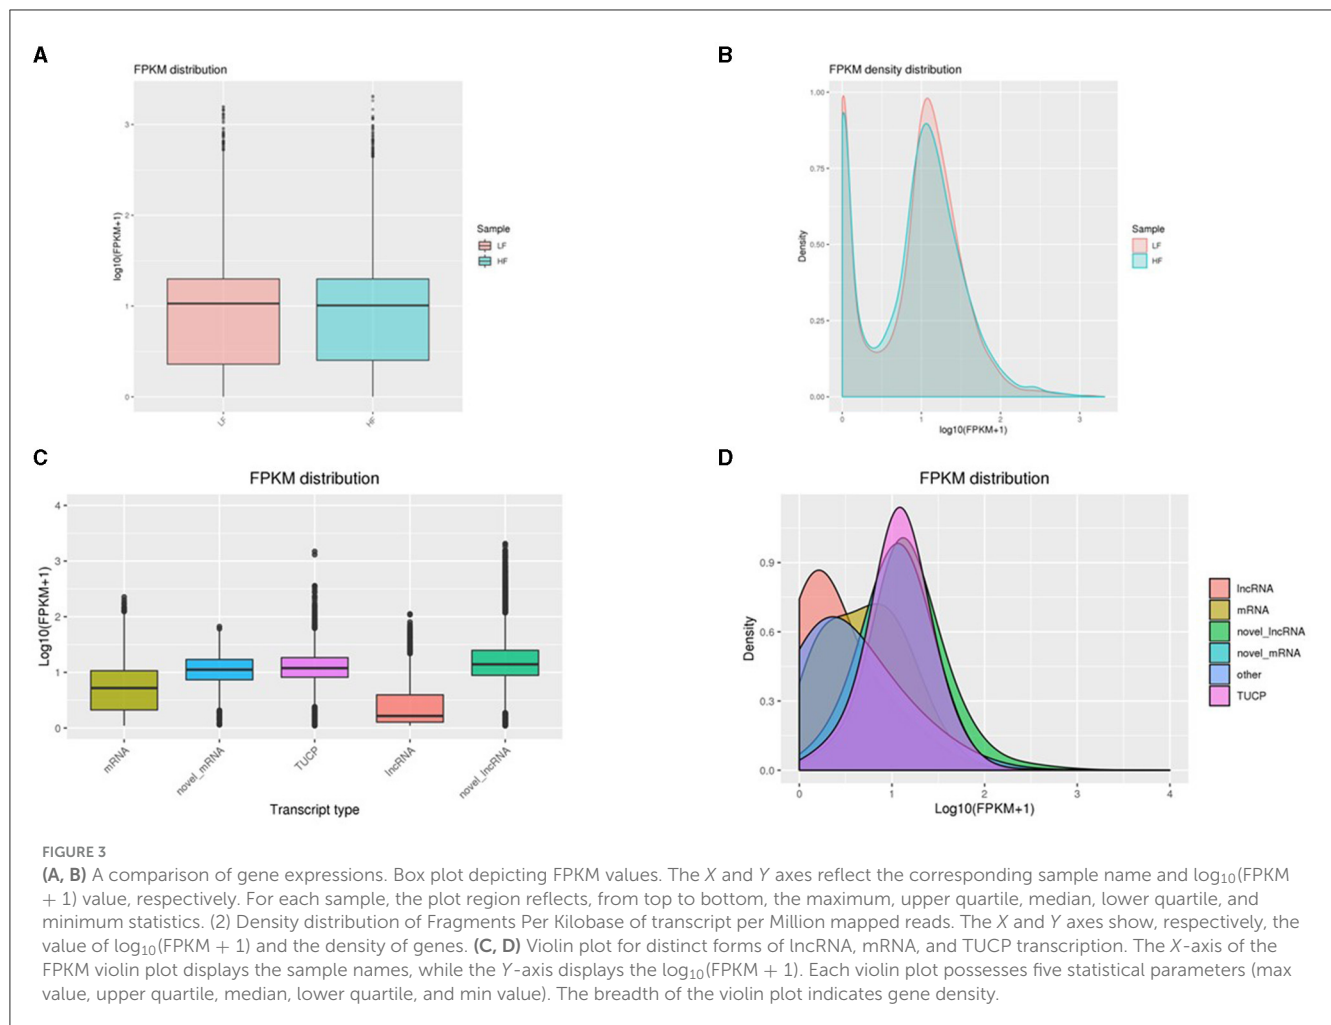 A
FPKM distribution
log10(FPKM+1)
3
2
1
0
LF
HF
Sample
LF
HF
B
FPKM density distribution
Density
1.00
0.75
0.50
0.25
0.00
0
1
2
3
log10(FPKM+1)
Sample
LF
HF
C
FPKM distribution
Log10(FPKM+1)
4
3
2
1
0
mRNA
novel_mRNA
TUCP
lncRNA
novel_lncRNA
Transcript type
D
FPKM distribution
Density
0.9
0.6
0.3
0.0
0
1
2
3
4
Log10(FPKM+1)
lncRNA
mRNA
novel_lncRNA
novel_mRNA
other
TUCP
FIGURE 3
(A, B) A comparison of gene expressions. Box plot depicting FPKM values. The X and Y axes reflect the corresponding sample name and log10(FPKM
+ 1) value, respectively. For each sample, the plot region reflects, from top to bottom, the maximum, upper quartile, median, lower quartile, and
minimum statistics. (2) Density distribution of Fragments Per Kilobase of transcript per Million mapped reads. The X and Y axes show, respectively, the
value of log10(FPKM + 1) and the density of genes. (C, D) Violin plot for distinct forms of lncRNA, mRNA, and TUCP transcription. The X-axis of the
FPKM violin plot displays the sample names, while the Y-axis displays the log10(FPKM + 1). Each violin plot possesses five statistical parameters (max
value, upper quartile, median, lower quartile, and min value). The breadth of the violin plot indicates gene density.